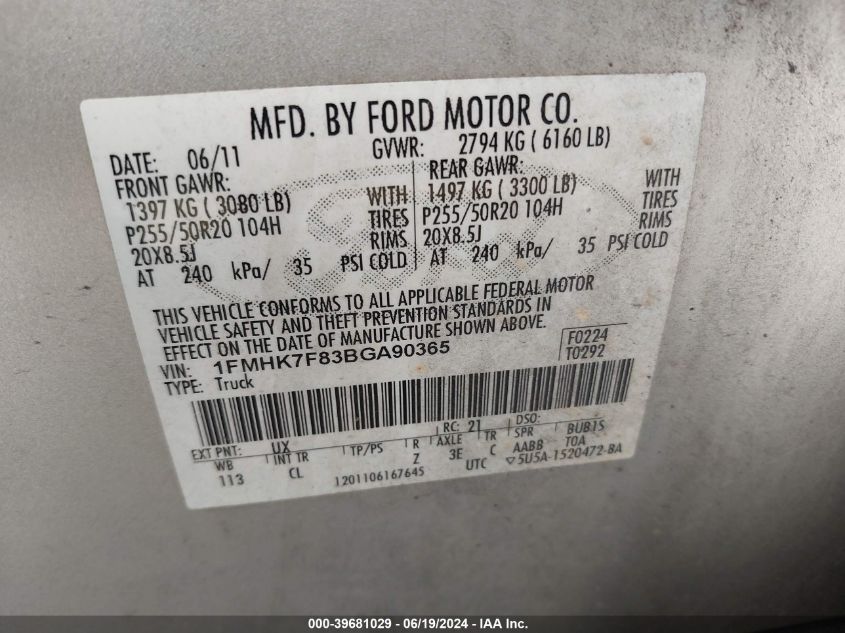 MFD. BY FORD MOTOR CO.
DATE: 06/11 GVWR: 2794 KG ( 6160 LB)
FRONT GAWR: REAR GAWR:
1397 KG ( 3080 LB) WITH 1497 KG ( 3300 LB) WITH
P255/50R20 104H TIRES P255/50R20 104H TIRES
20X8.5J RIMS 20X8.5J RIMS
AT 240 kPa/ 35 PSI COLD AT 240 kPa/ 35 PSI COLD
THIS VEHICLE CONFORMS TO ALL APPLICABLE FEDERAL MOTOR
VEHICLE SAFETY AND THEFT PREVENTION STANDARDS IN
EFFECT ON THE DATE OF MANUFACTURE SHOWN ABOVE.
VIN: 1FMHK7F83BGA90365 F0224
TYPE: Truck T0292
EXT PNT: UX RC: 21 DSO:
WB INT TR TP/PS R AXLE TR SPR BUB1S
113 CL Z 3E C AABB TOA
1201106167645 UTC ▽5U5A-1520472-BA
000-39681029 - 06/19/2024 - IAA Inc.